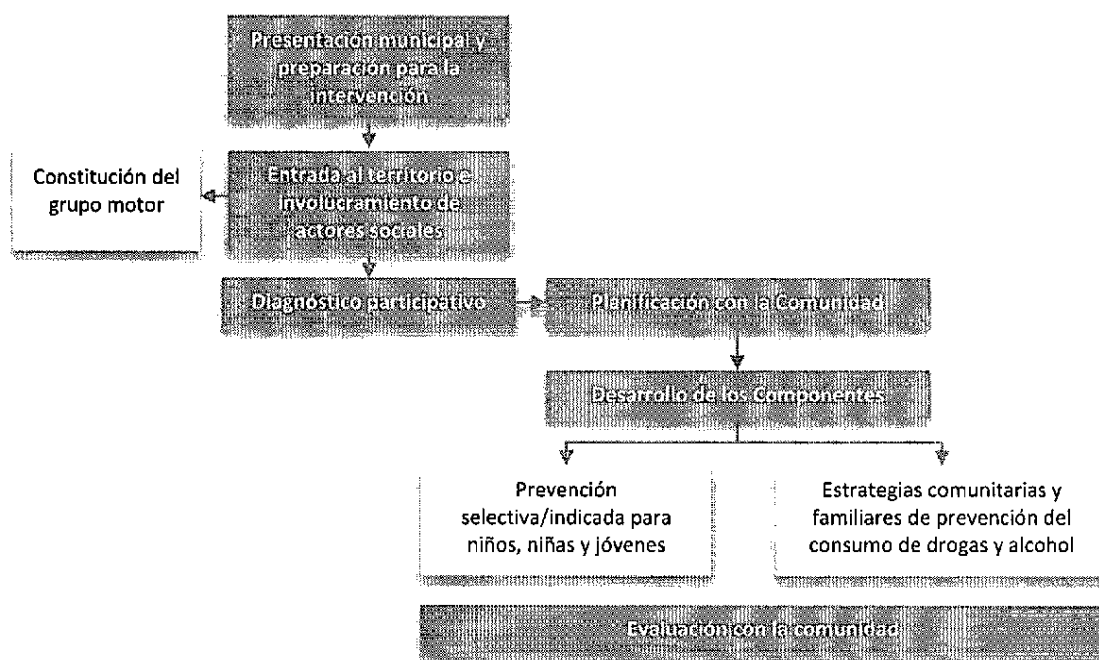 Presentación municipal y
preparación para la
intervención
Constitución del
grupo motor
Entrada al territorio e
involucramiento de
actores sociales
Diagnóstico participativo
Planificación con la Comunidad
Desarrollo de los Componentes
Prevención
selectiva/indicada para
niños, niñas y jóvenes
Estrategias comunitarias y
familiares de prevención del
consumo de drogas y alcohol
Evaluación con la comunidad